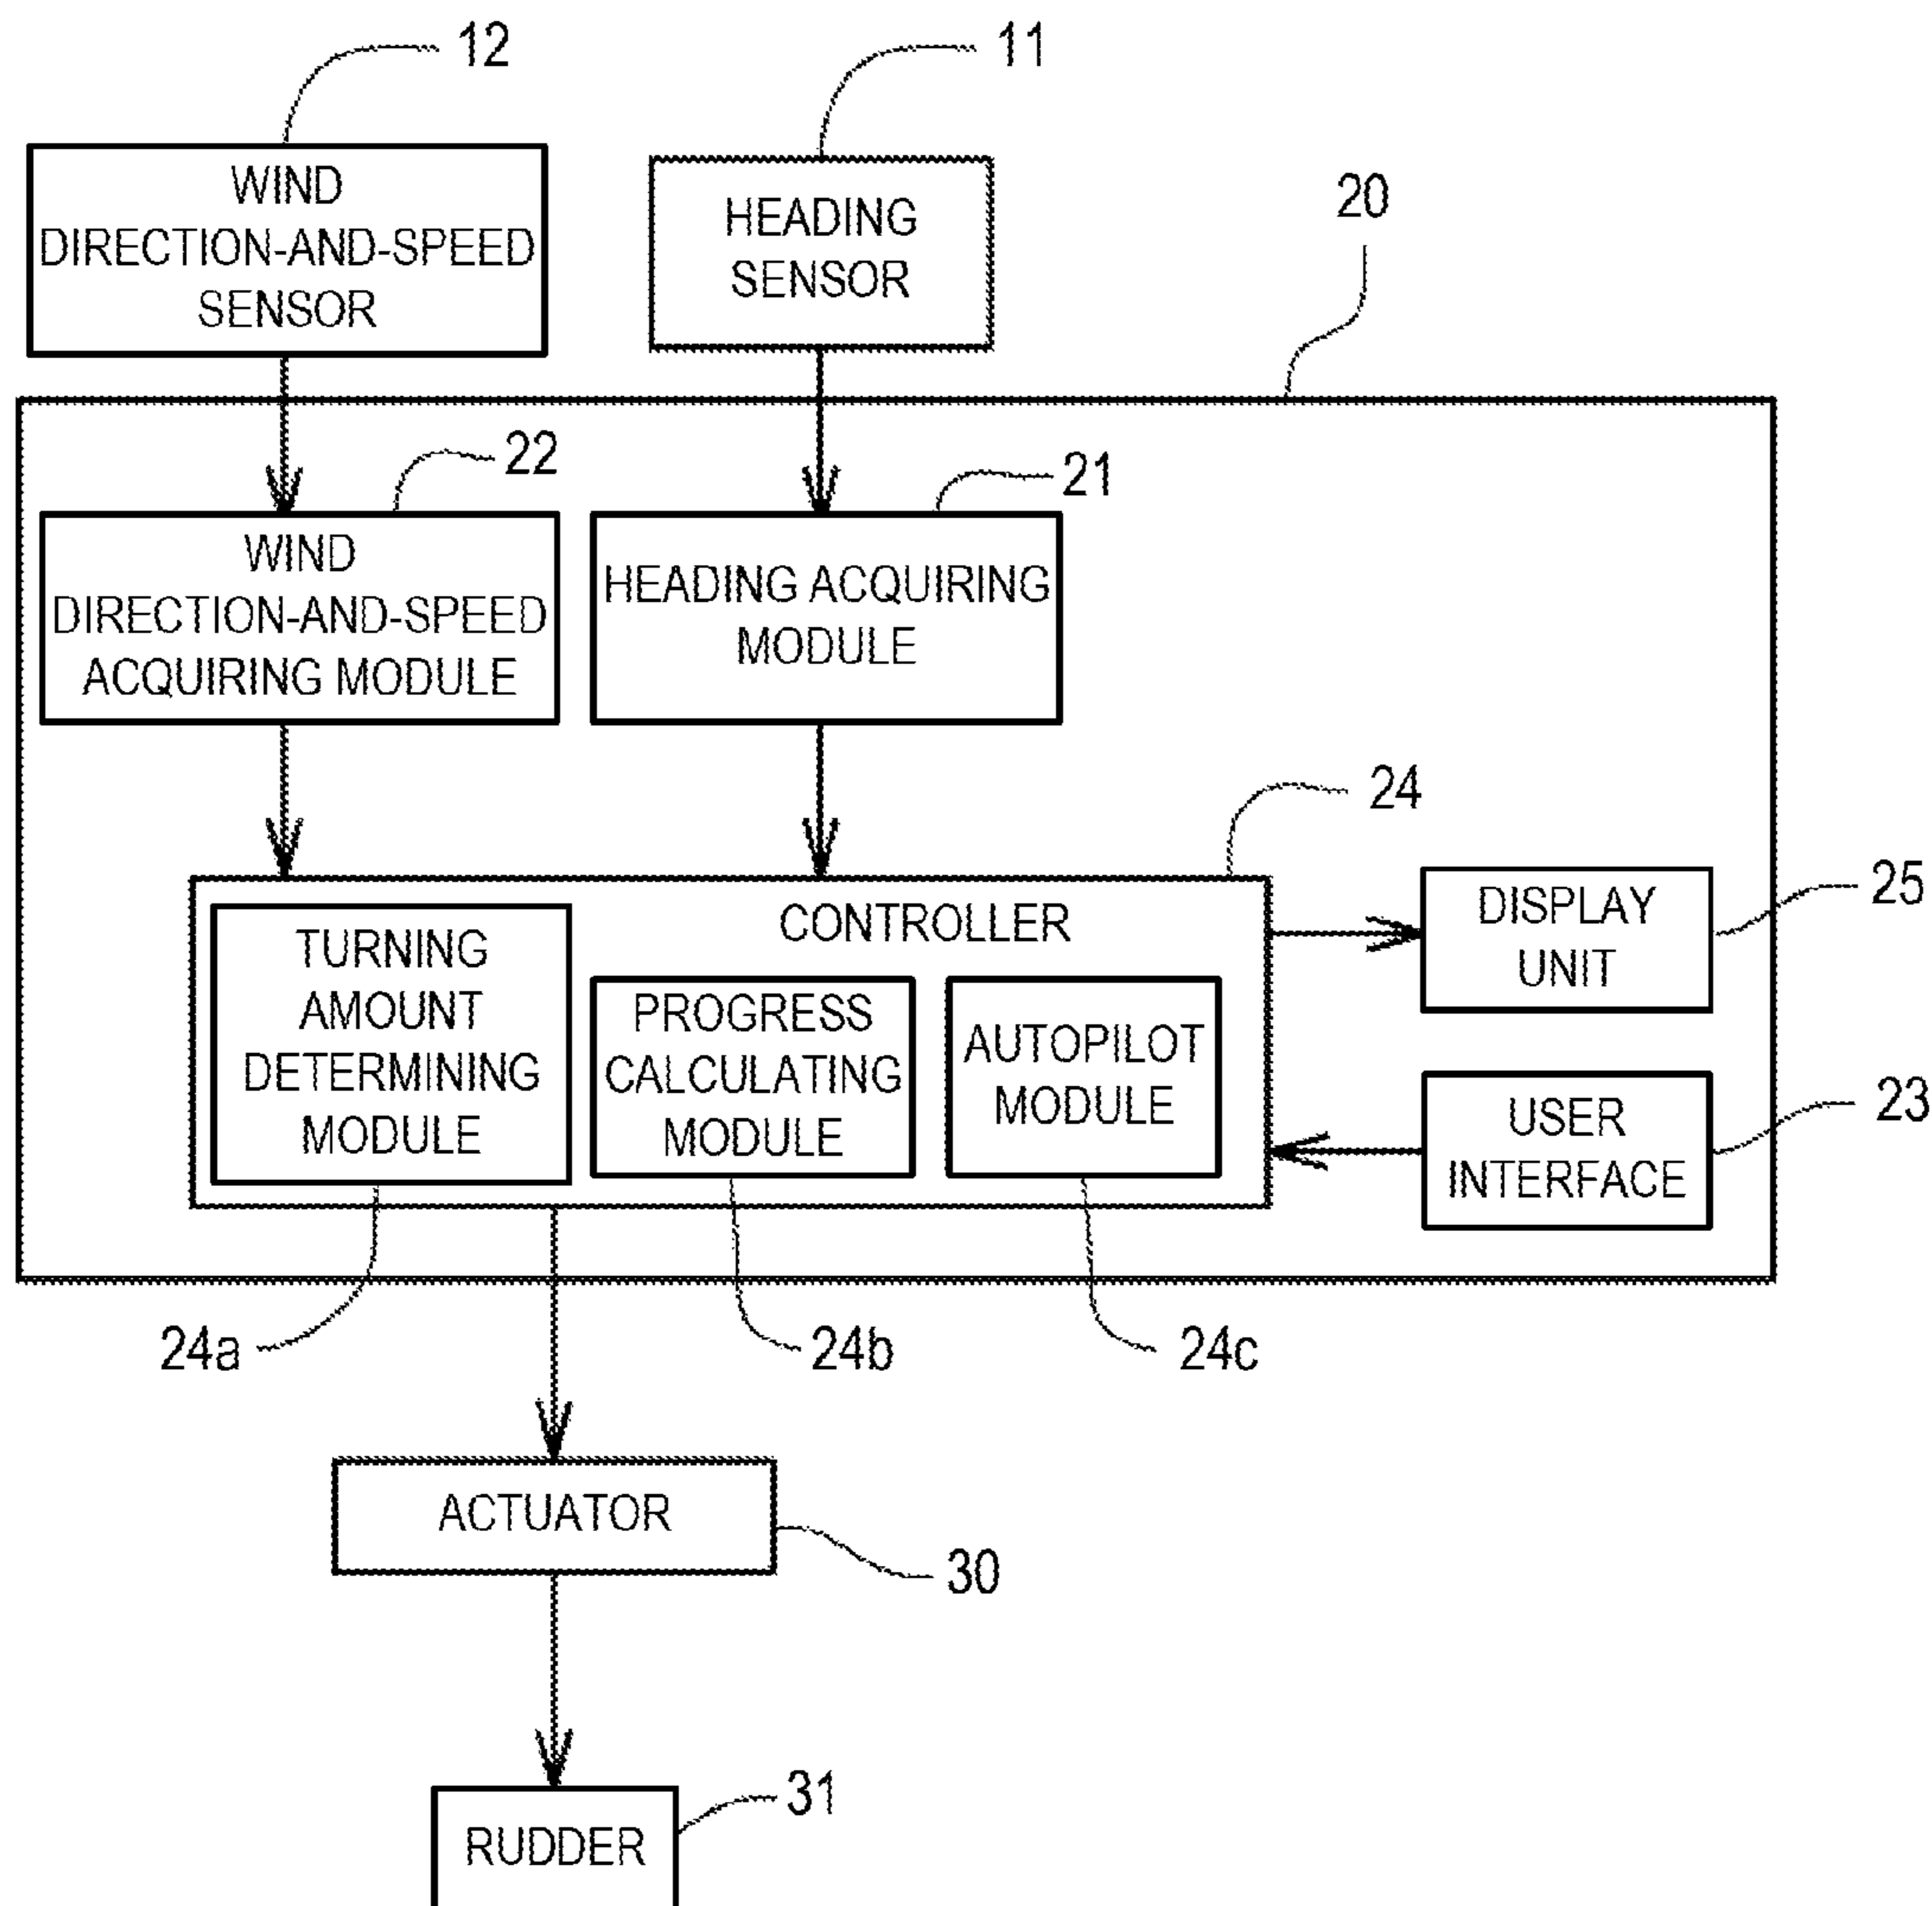 12
11
WIND
DIRECTION-AND-SPEED
SENSOR
HEADING
SENSOR
20
22
21
WIND
DIRECTION-AND-SPEED
ACQUIRING MODULE
HEADING ACQUIRING
MODULE
24
CONTROLLER
TURNING
AMOUNT
DETERMINING
MODULE
PROGRESS
CALCULATING
MODULE
AUTOPILOT
MODULE
DISPLAY
UNIT
25
USER
INTERFACE
23
24a
24b
24c
ACTUATOR
30
31
RUDDER